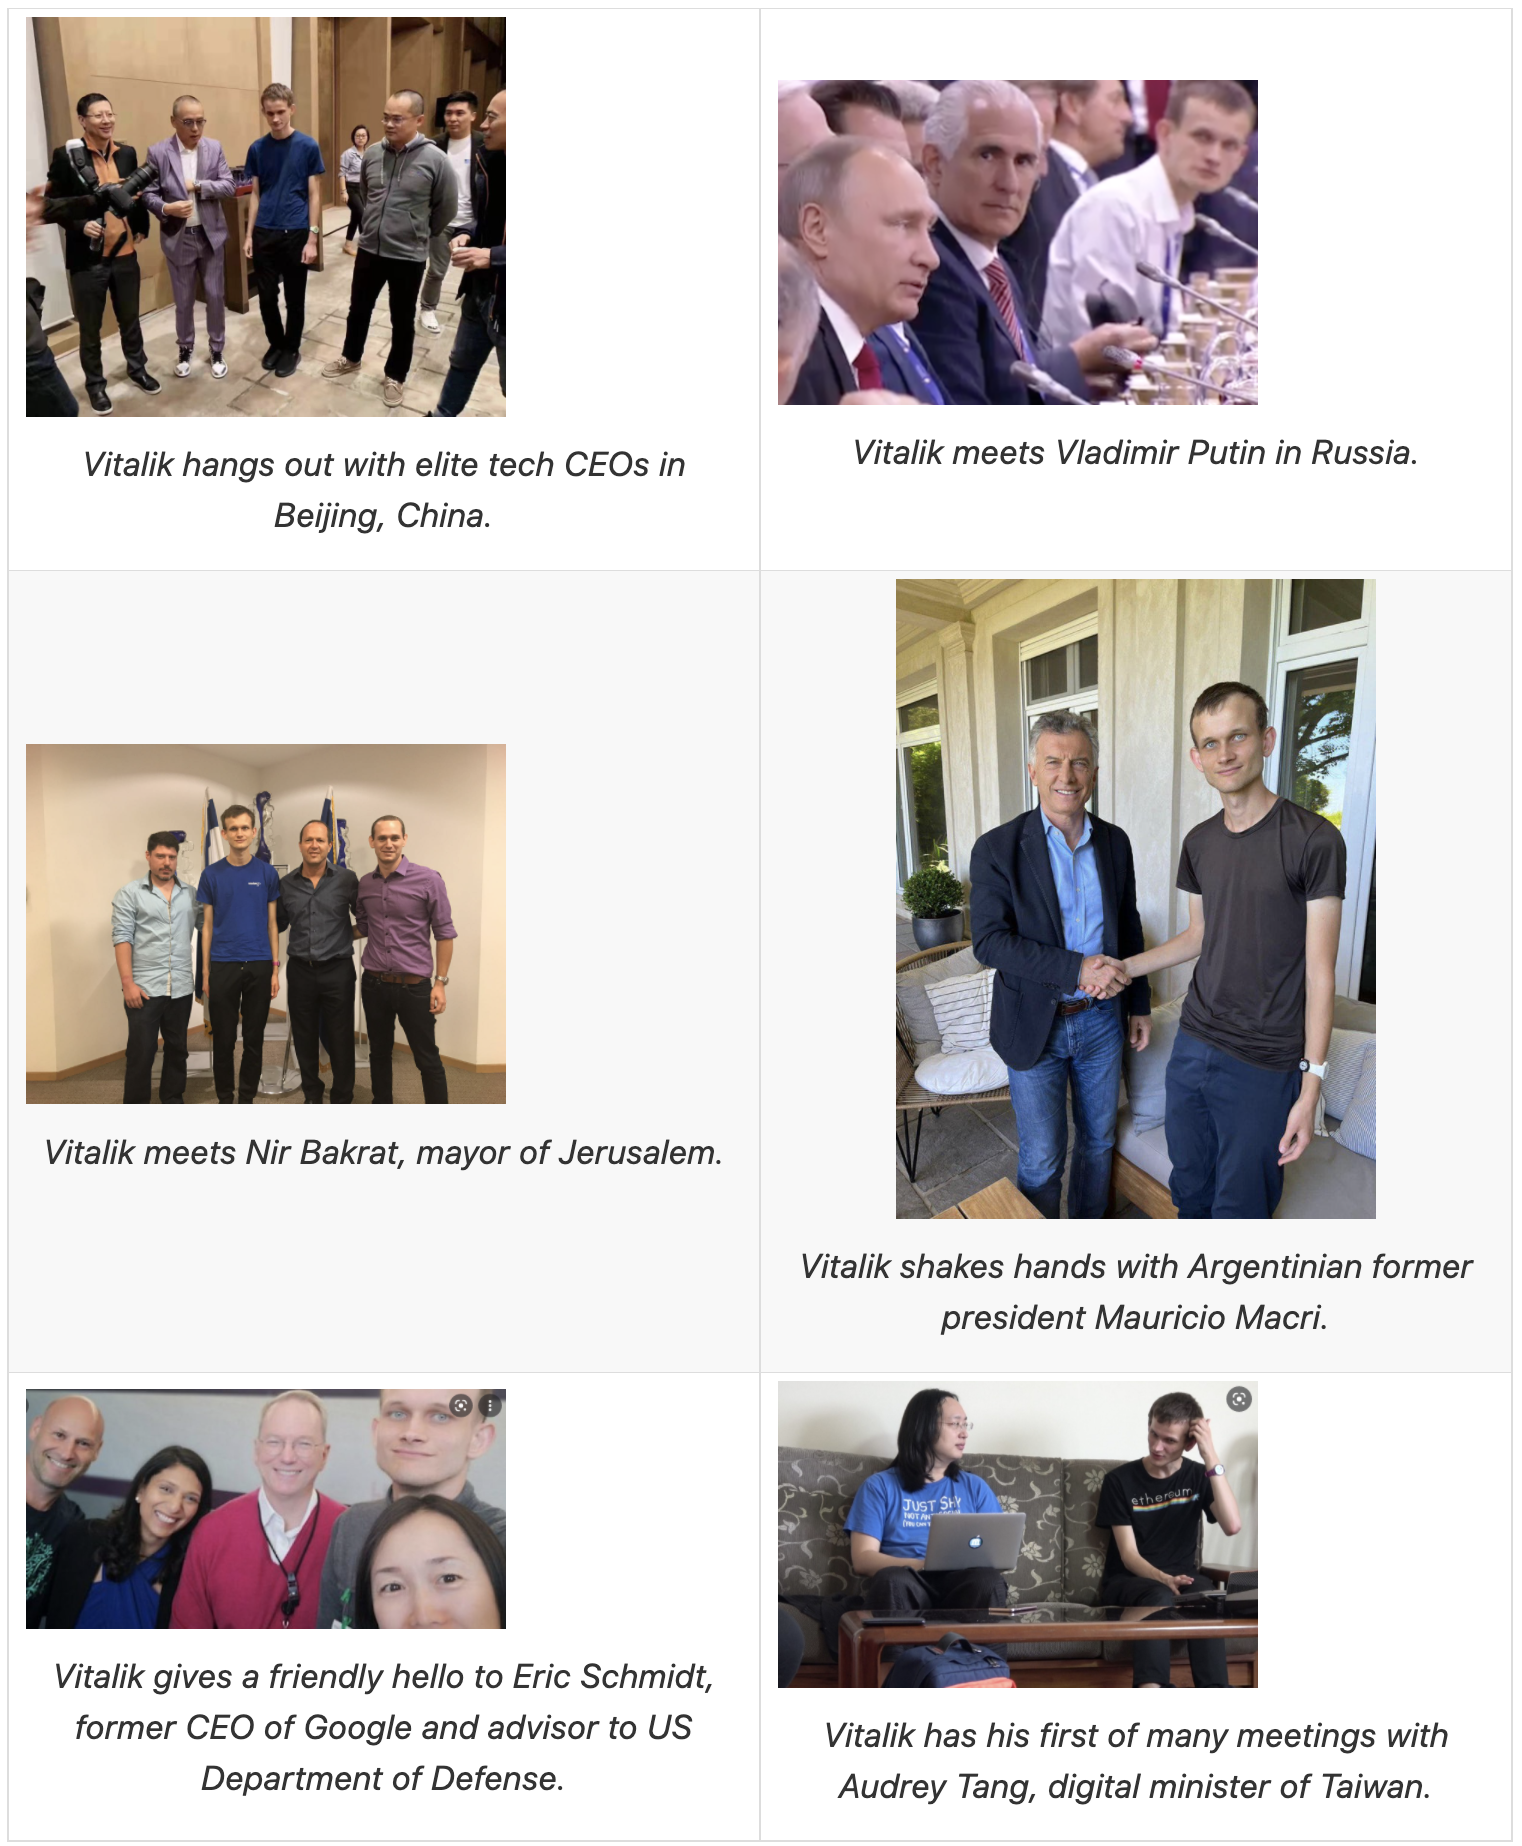 Vitalik hangs out with elite tech CEOs in
Beijing, China.
Vitalik meets Vladimir Putin in Russia.
Vitalik meets Nir Bakrat, mayor of Jerusalem.
Vitalik shakes hands with Argentinian former
president Mauricio Macri.
Vitalik gives a friendly hello to Eric Schmidt,
former CEO of Google and advisor to US
Department of Defense.
JUST SHY
NOT
ethereum
Vitalik has his first of many meetings with
Audrey Tang, digital minister of Taiwan.